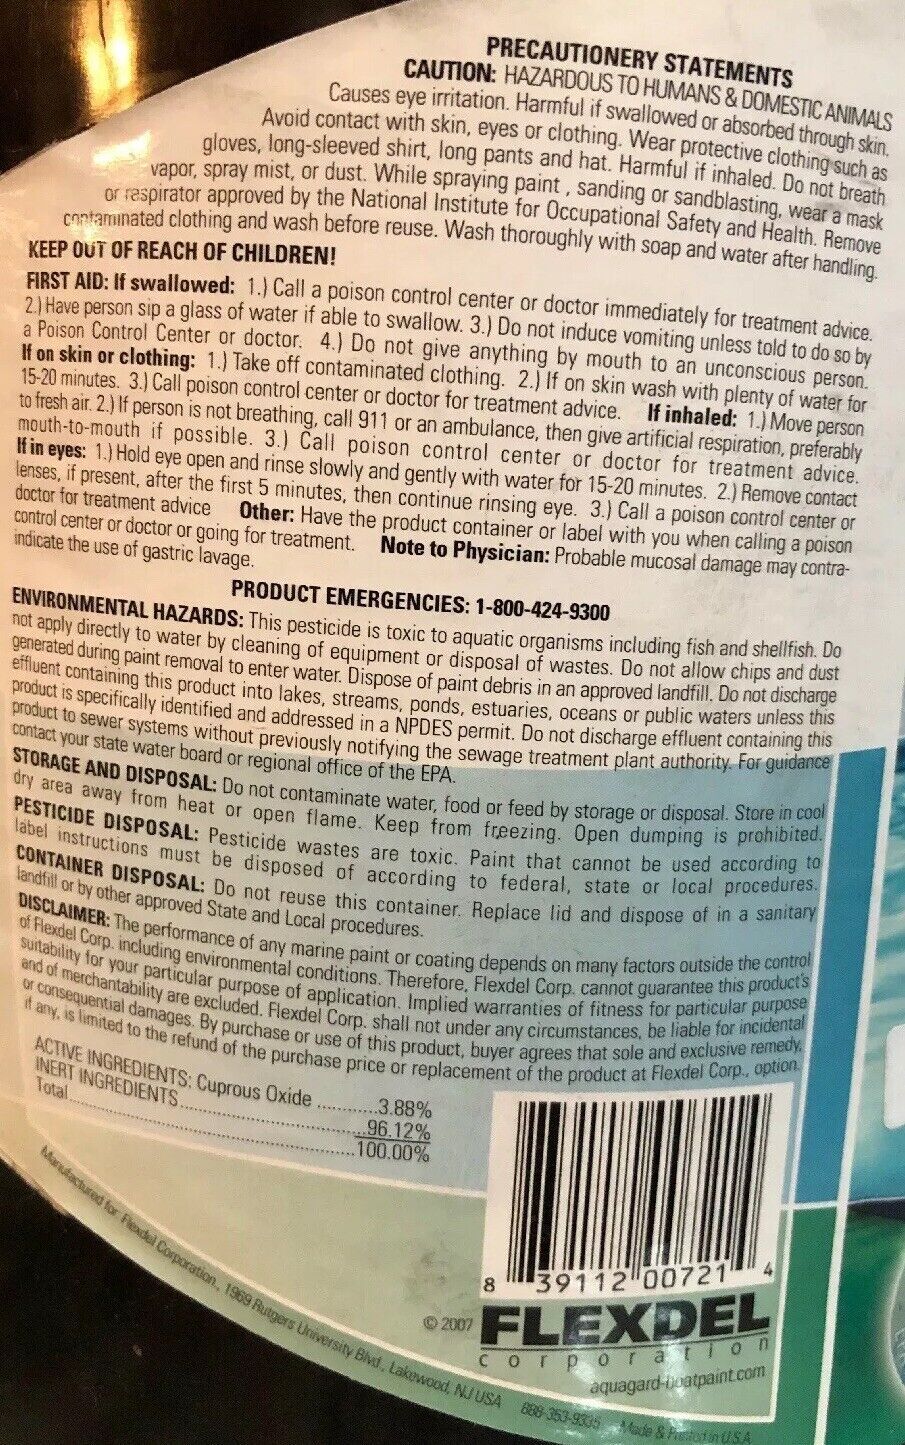 PRECAUTIONERY STATEMENTS
CAUTION: HAZARDOUS TO HUMANS & DOMESTIC ANIMALS
Causes eye irritation. Harmful if swallowed or absorbed through skin.
Avoid contact with skin, eyes or clothing. Wear protective clothing such as
gloves, long-sleeved shirt, long pants and hat. Harmful if inhaled. Do not breath
vapor, spray mist, or dust. While spraying paint , sanding or sandblasting, wear a mask
or respirator approved by the National Institute for Occupational Safety and Health. Remove
contaminated clothing and wash before reuse. Wash thoroughly with soap and water after handling.
KEEP OUT OF REACH OF CHILDREN!
FIRST AID: If swallowed: 1.) Call a poison control center or doctor immediately for treatment advice.
2.) Have person sip a glass of water if able to swallow. 3.) Do not induce vomiting unless told to do so by
a Poison Control Center or doctor. 4.) Do not give anything by mouth to an unconscious person.
If on skin or clothing: 1.) Take off contaminated clothing. 2.) If on skin wash with plenty of water for
15-20 minutes. 3.) Call poison control center or doctor for treatment advice. If inhaled: 1.) Move person
to fresh air. 2.) If person is not breathing, call 911 or an ambulance, then give artificial respiration, preferably
mouth-to-mouth if possible. 3.) Call poison control center or doctor for treatment advice.
If in eyes: 1.) Hold eye open and rinse slowly and gently with water for 15-20 minutes. 2.) Remove contact
lenses, if present, after the first 5 minutes, then continue rinsing eye. 3.) Call a poison control center or
doctor for treatment advice Other: Have the product container or label with you when calling a poison
control center or doctor or going for treatment. Note to Physician: Probable mucosal damage may contra-
indicate the use of gastric lavage.
PRODUCT EMERGENCIES: 1-800-424-9300
ENVIRONMENTAL HAZARDS: This pesticide is toxic to aquatic organisms including fish and shellfish. Do
not apply directly to water by cleaning of equipment or disposal of wastes. Do not allow chips and dust
generated during paint removal to enter water. Dispose of paint debris in an approved landfill. Do not discharge
effluent containing this product into lakes, streams, ponds, estuaries, oceans or public waters unless this
product is specifically identified and addressed in a NPDES permit. Do not discharge effluent containing this
product to sewer systems without previously notifying the sewage treatment plant authority. For guidance
contact your state water board or regional office of the EPA.
STORAGE AND DISPOSAL: Do not contaminate water, food or feed by storage or disposal. Store in cool
dry area away from heat or open flame. Keep from freezing. Open dumping is prohibited.
PESTICIDE DISPOSAL: Pesticide wastes are toxic. Paint that cannot be used according to
label instructions must be disposed of according to federal, state or local procedures.
CONTAINER DISPOSAL: Do not reuse this container. Replace lid and dispose of in a sanitary
landfill or by other approved State and Local procedures.
DISCLAIMER: The performance of any marine paint or coating depends on many factors outside the control
of Flexdel Corp. including environmental conditions. Therefore, Flexdel Corp. cannot guarantee this product's
suitability for your particular purpose of application. Implied warranties of fitness for particular purpose
and of merchantability are excluded. Flexdel Corp. shall not under any circumstances, be liable for incidental
or consequential damages. By purchase or use of this product, buyer agrees that sole and exclusive remedy,
if any, is limited to the refund of the purchase price or replacement of the product at Flexdel Corp., option.
ACTIVE INGREDIENTS: Cuprous Oxide ............3.88%
INERT INGREDIENTS..............................96.12%
Total...................................................100.00%
8 39112 00721 4
© 2007 FLEXDEL
corporation
aquagard-boatpaint.com
Manufactured for Flexdel Corporation., 1969 Rutgers University Blvd., Lakewood, NJ USA 888-353-9335 Made & Printed in U S A